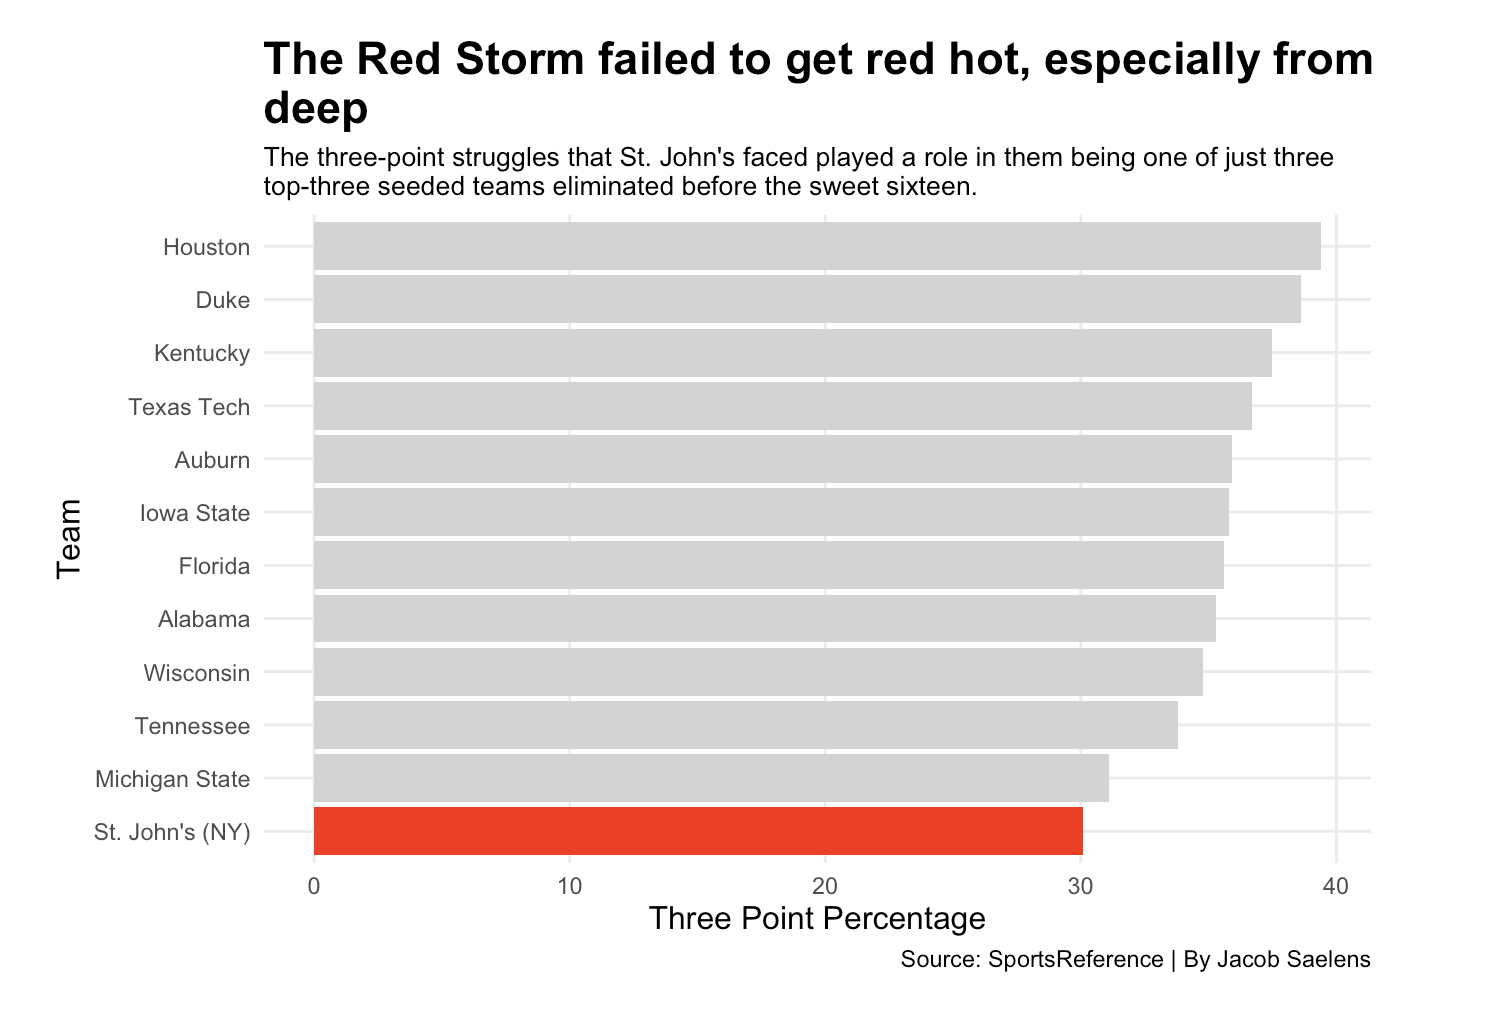 The Red Storm failed to get red hot, especially from
deep
The three-point struggles that St. John's faced played a role in them being one of just three
top-three seeded teams eliminated before the sweet sixteen.
Team
Houston
Duke
Kentucky
Texas Tech
Auburn
Iowa State
Florida
Alabama
Wisconsin
Tennessee
Michigan State
St. John's (NY)
0 10 20 30 40
Three Point Percentage
Source: SportsReference | By Jacob Saelens